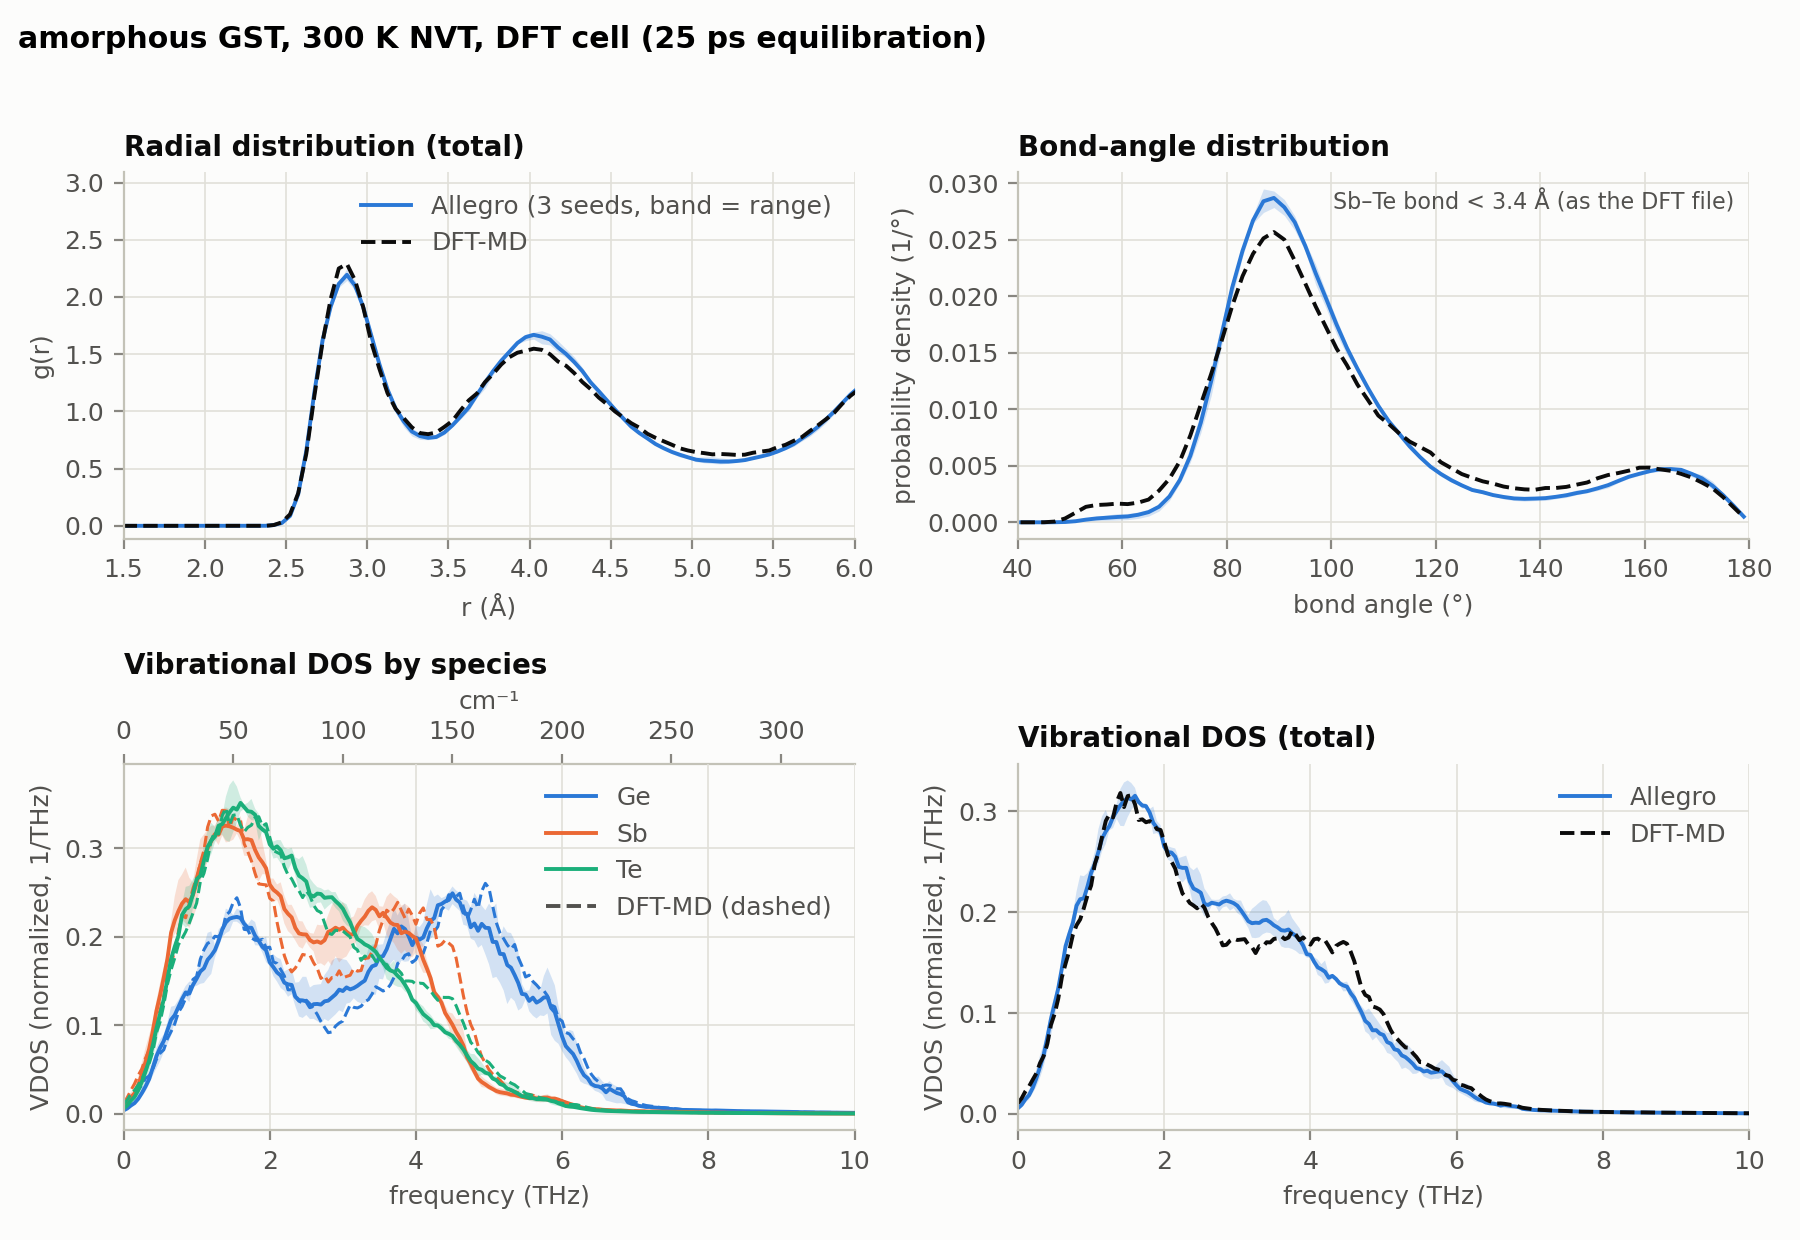 amorphous GST, 300 K NVT, DFT cell (25 ps equilibration)
Radial distribution (total)
3.0
2.5
2.0
1.5
1.0
0.5
0.0
g(r)
Allegro (3 seeds, band = range)
DFT-MD
1.5 2.0 2.5 3.0 3.5 4.0 4.5 5.0 5.5 6.0
r (Å)
Bond-angle distribution
0.030
0.025
0.020
0.015
0.010
0.005
0.000
probability density (1/°)
Sb–Te bond < 3.4 Å (as the DFT file)
40 60 80 100 120 140 160 180
bond angle (°)
Vibrational DOS by species
cm⁻¹
0 50 100 150 200 250 300
0.3
0.2
0.1
0.0
VDOS (normalized, 1/THz)
Ge
Sb
Te
DFT-MD (dashed)
0 2 4 6 8 10
frequency (THz)
Vibrational DOS (total)
0.3
0.2
0.1
0.0
VDOS (normalized, 1/THz)
Allegro
DFT-MD
0 2 4 6 8 10
frequency (THz)